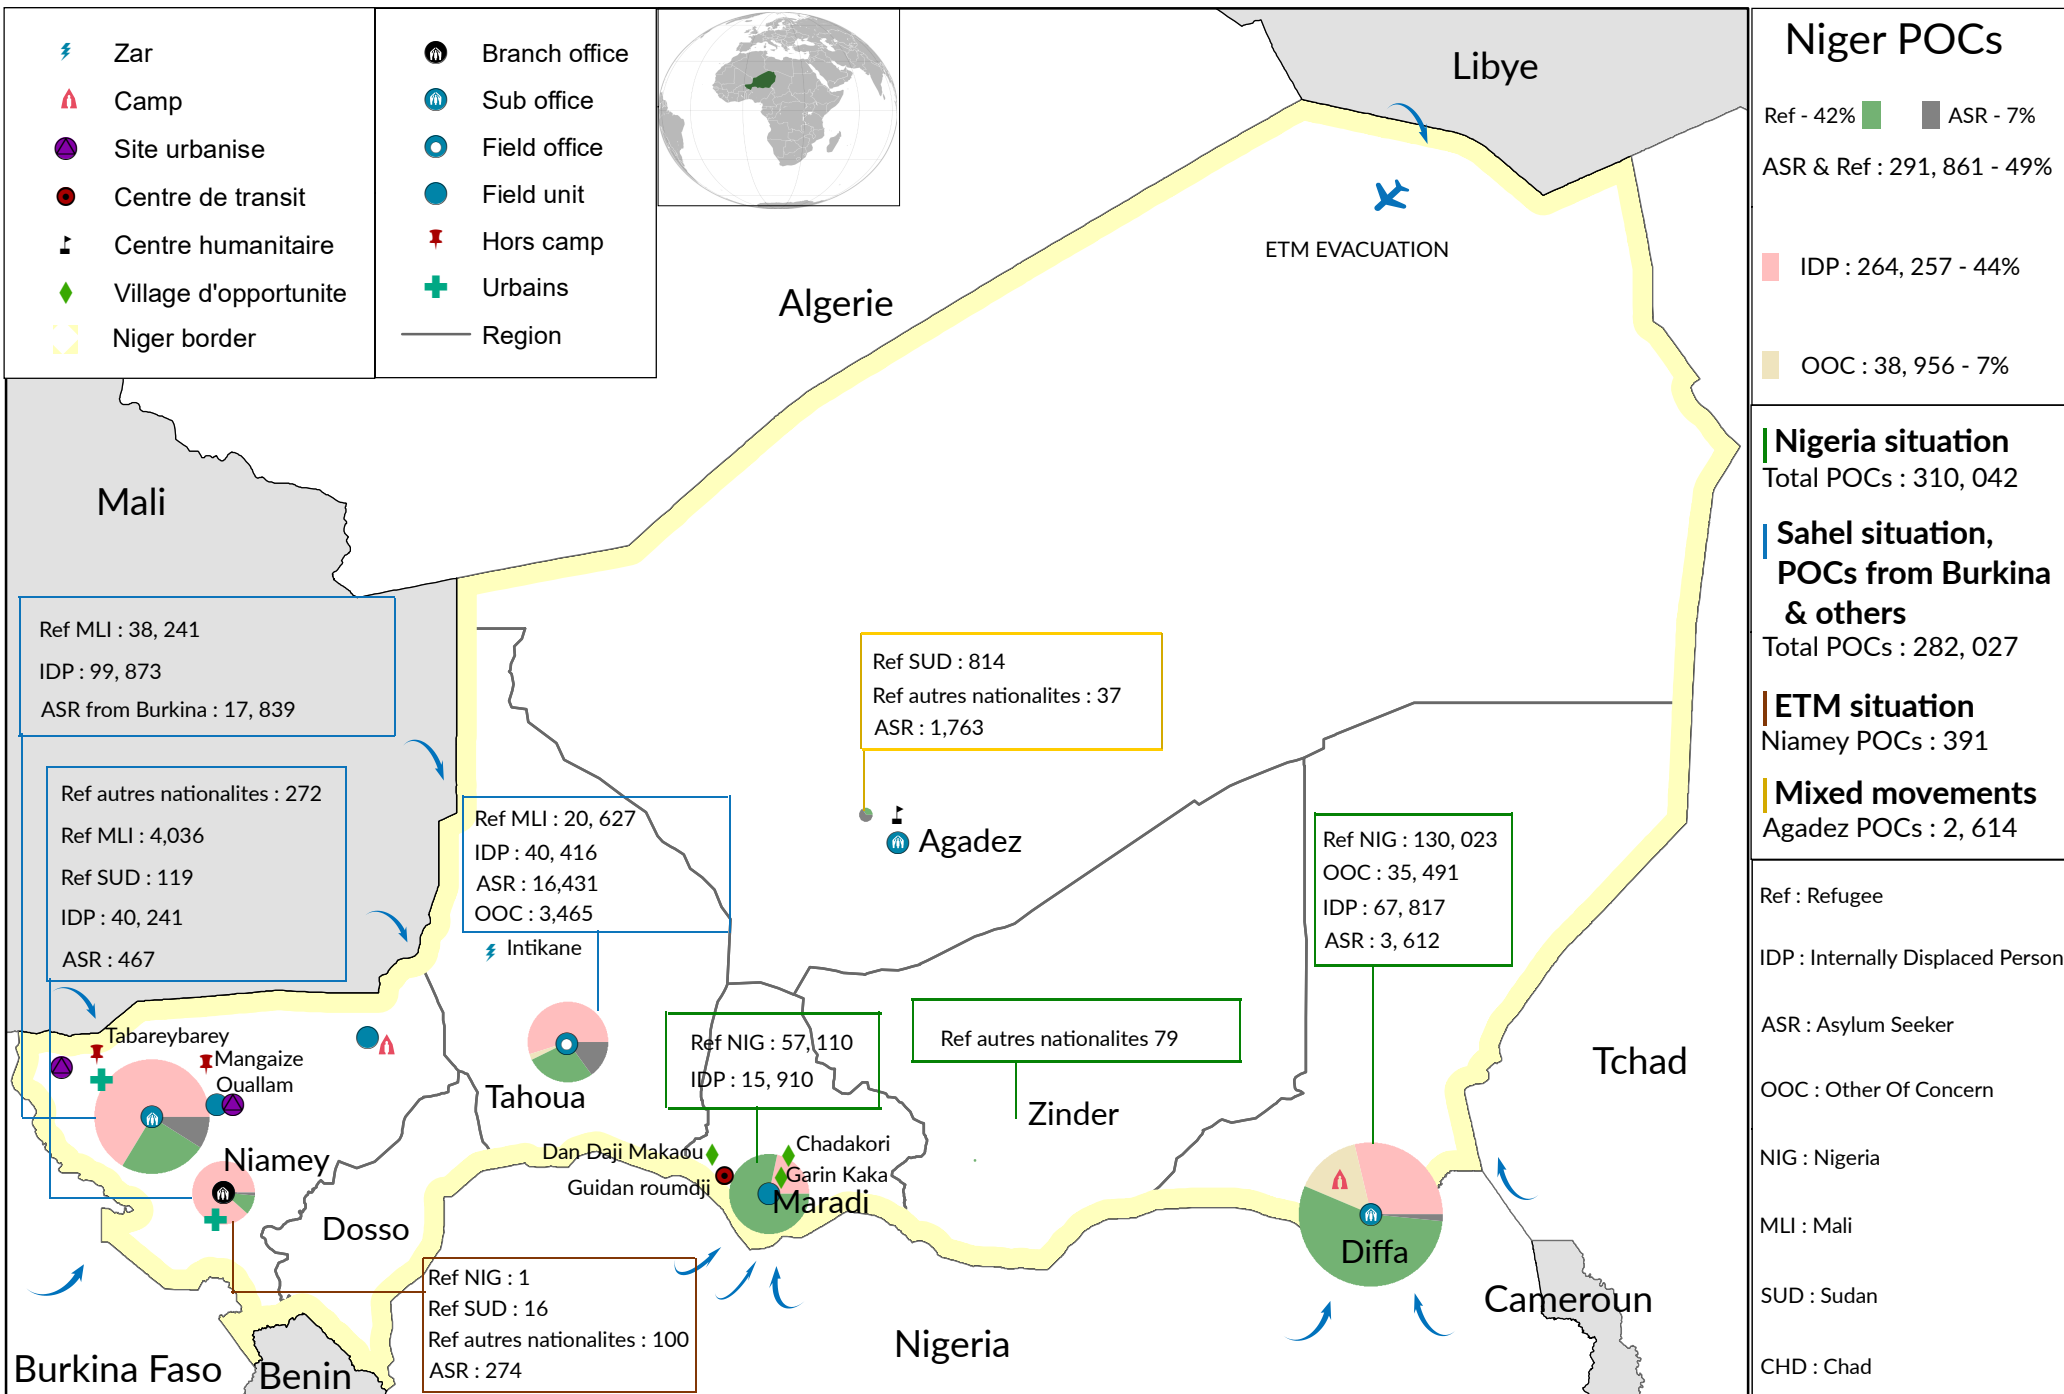 Zar
Camp
Site urbanise
Centre de transit
Centre humanitaire
Village d'opportunite
Niger border
Branch office
Sub office
Field office
Field unit
Hors camp
Urbains
Region
Libye
ETM EVACUATION
Algerie
Mali
Ref MLI : 38, 241
IDP : 99, 873
ASR from Burkina : 17, 839
Ref autres nationalites : 272
Ref MLI : 4,036
Ref SUD : 119
IDP : 40, 241
ASR : 467
Ref MLI : 20, 627
IDP : 40, 416
ASR : 16,431
OOC : 3,465
Intikane
Ref SUD : 814
Ref autres nationalites : 37
ASR : 1,763
Agadez
Ref NIG : 130, 023
OOC : 35, 491
IDP : 67, 817
ASR : 3, 612
Ref NIG : 57, 110
IDP : 15, 910
Ref autres nationalites 79
Tabareybarey
Mangaize
Ouallam
Niamey
Tahoua
Zinder
Tchad
Dan Daji Makaou
Guidan roumdji
Chadakori
Garin Kaka
Maradi
Dosso
Diffa
Ref NIG : 1
Ref SUD : 16
Ref autres nationalites : 100
ASR : 274
Cameroun
Nigeria
Burkina Faso
Benin
Niger POCs
Ref - 42%
ASR - 7%
ASR & Ref : 291, 861 - 49%
IDP : 264, 257 - 44%
OOC : 38, 956 - 7%
Nigeria situation
Total POCs : 310, 042
Sahel situation,
POCs from Burkina
& others
Total POCs : 282, 027
ETM situation
Niamey POCs : 391
Mixed movements
Agadez POCs : 2, 614
Ref : Refugee
IDP : Internally Displaced Person
ASR : Asylum Seeker
OOC : Other Of Concern
NIG : Nigeria
MLI : Mali
SUD : Sudan
CHD : Chad